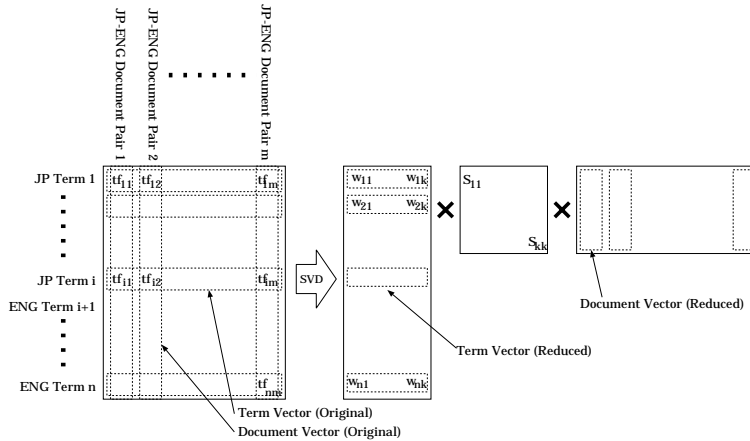 JP-ENG Document Pair 1
JP-ENG Document Pair 2
JP-ENG Document Pair m
JP Term 1
tf11 tf12 tf1m
w11 w1k
S11
w21 w2k
Skk
JP Term i
tfi1 tfi2 tfim
SVD
ENG Term i+1
Document Vector (Reduced)
Term Vector (Reduced)
ENG Term n
tfnm
wn1 wnk
Term Vector (Original)
Document Vector (Original)